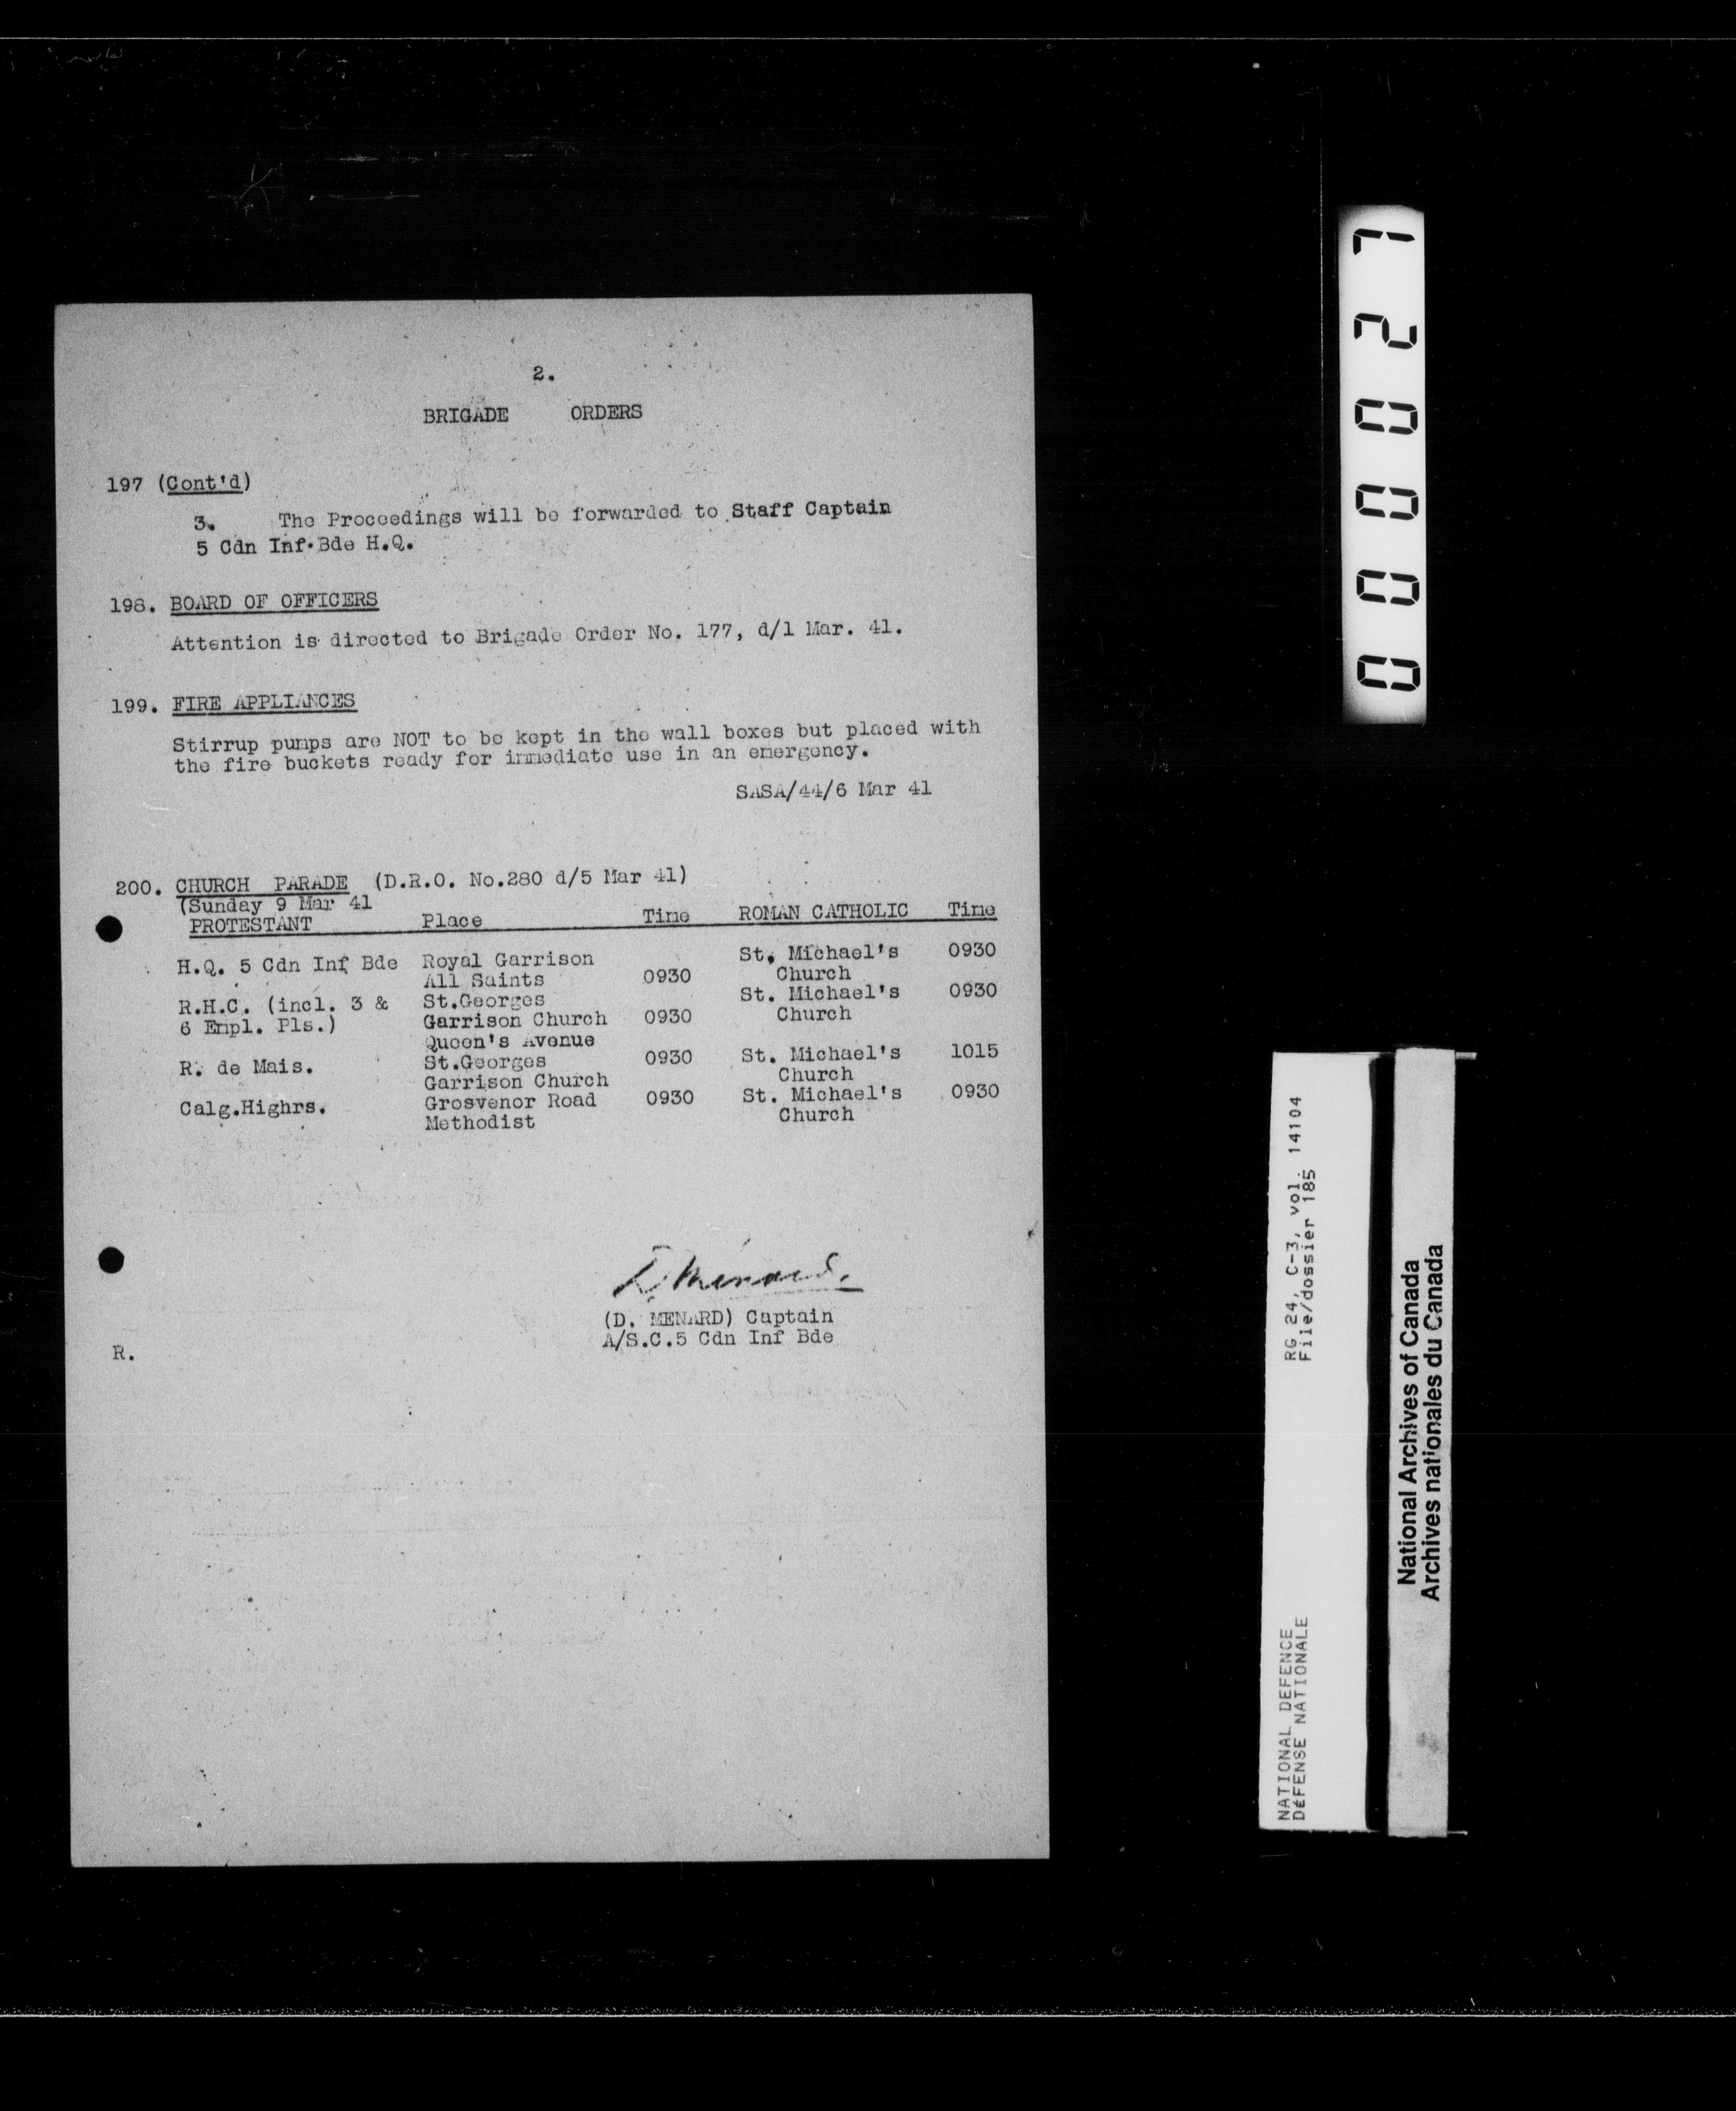 2.
BRIGADE ORDERS
197 (Cont'd)
3. The Proceedings will be forwarded to Staff Captain
5 Cdn Inf.Bde H.Q.
198. BOARD OF OFFICERS
Attention is directed to Brigade Order No. 177, d/1 Mar. 41.
199. FIRE APPLIANCES
Stirrup pumps are NOT to be kept in the wall boxes but placed with
the fire buckets ready for immediate use in an emergency.
SASA/44/6 Mar 41
200. CHURCH PARADE (D.R.O. No.280 d/5 Mar 41)
(Sunday 9 Mar 41
PROTESTANT Place Time ROMAN CATHOLIC Time
H.Q. 5 Cdn Inf Bde Royal Garrison St. Michael's 0930
All Saints 0930 Church
R.H.C. (incl. 3 & St.Georges St. Michael's 0930
6 Empl. Pls.) Garrison Church 0930 Church
Queen's Avenue
R. de Mais. St.Georges 0930 St. Michael's 1015
Garrison Church Church
Calg.Highrs. Grosvenor Road 0930 St. Michael's 0930
Methodist Church
D. Menard.
(D. MENARD) Captain
A/S.C.5 Cdn Inf Bde
R.
000027
RG 24, C-3, vol. 14104
File/dossier 185
NATIONAL DEFENCE
DÉFENSE NATIONALE
National Archives of Canada
Archives nationales du Canada